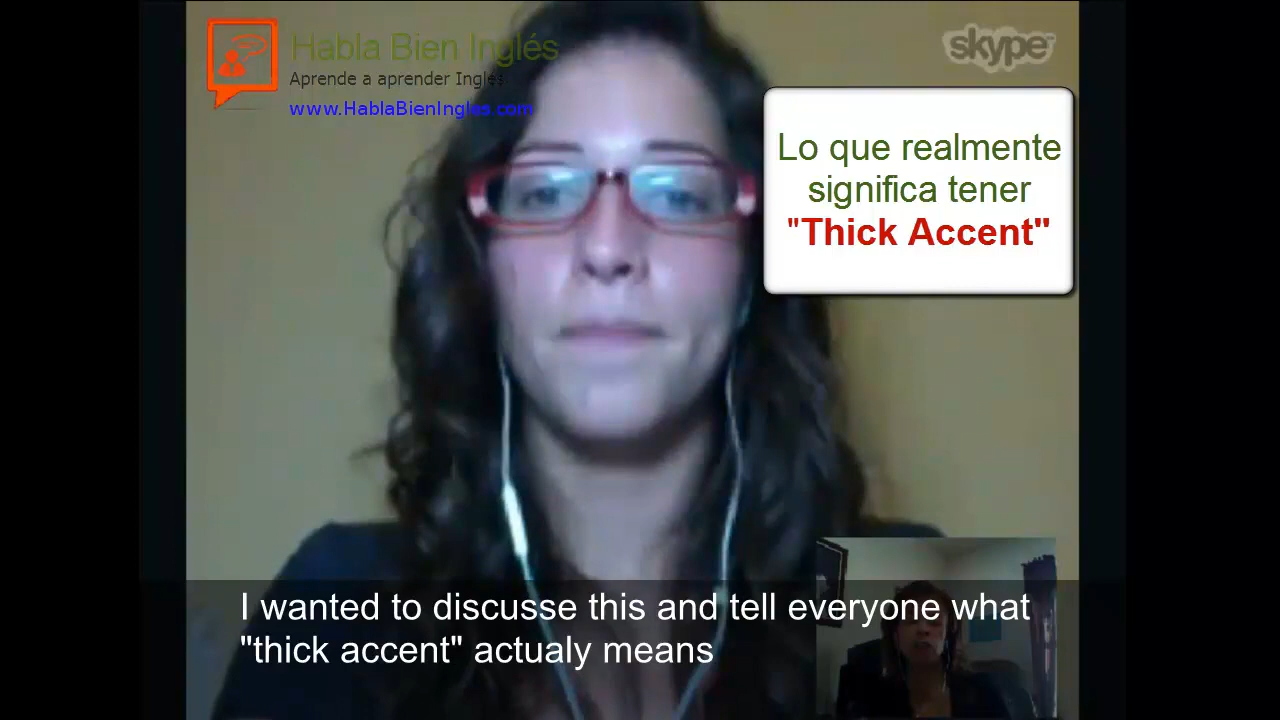 Habla Bien Inglés
Aprende a aprender Inglés
www.HablaBienIngles.com
skype
Lo que realmente
significa tener
"Thick Accent"
I wanted to discusse this and tell everyone what
"thick accent" actualy means